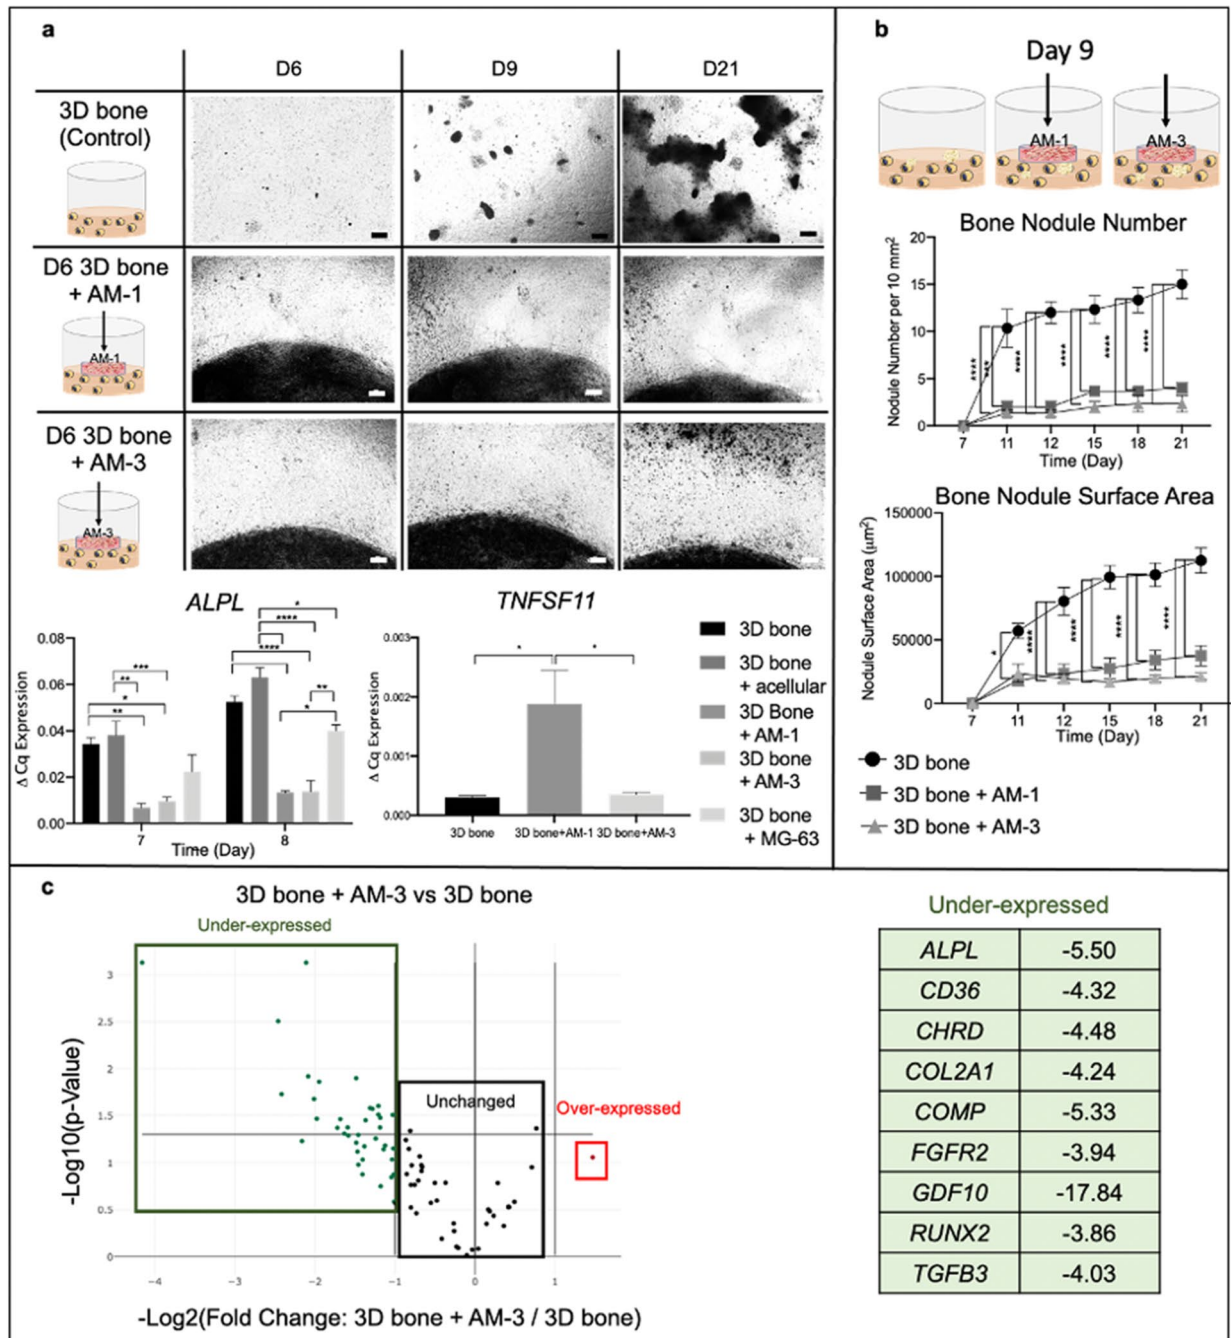 a
D6
D9
D21
3D bone
(Control)
D6 3D bone
+ AM-1
AM-1
D6 3D bone
+ AM-3
AM-3
ALPL
Δ Cq Expression
0.08
0.06
0.04
0.02
0.00
**
*
**
***
****
****
*
*
**
7
8
Time (Day)
TNFSF11
Δ Cq Expression
0.003
0.002
0.001
0.000
*
*
3D bone
3D bone+AM-1
3D bone+AM-3
3D bone
3D bone
+ acellular
3D Bone
+ AM-1
3D bone
+ AM-3
3D bone
+ MG-63
b
Day 9
AM-1
AM-3
Bone Nodule Number
Nodule Number per 10 mm²
20
15
10
5
0
****
***
****
****
****
****
7
11
12
15
18
21
Time (Day)
Bone Nodule Surface Area
Nodule Surface Area (µm²)
150000
100000
50000
0
*
****
****
****
****
7
11
12
15
18
21
Time (Day)
3D bone
3D bone + AM-1
3D bone + AM-3
c
3D bone + AM-3 vs 3D bone
Under-expressed
Unchanged
Over-expressed
-Log10(p-Value)
3
2.5
2
1.5
1
0.5
0
−4
−3
−2
−1
0
1
-Log2(Fold Change: 3D bone + AM-3 / 3D bone)
Under-expressed
ALPL -5.50
CD36 -4.32
CHRD -4.48
COL2A1 -4.24
COMP -5.33
FGFR2 -3.94
GDF10 -17.84
RUNX2 -3.86
TGFB3 -4.03